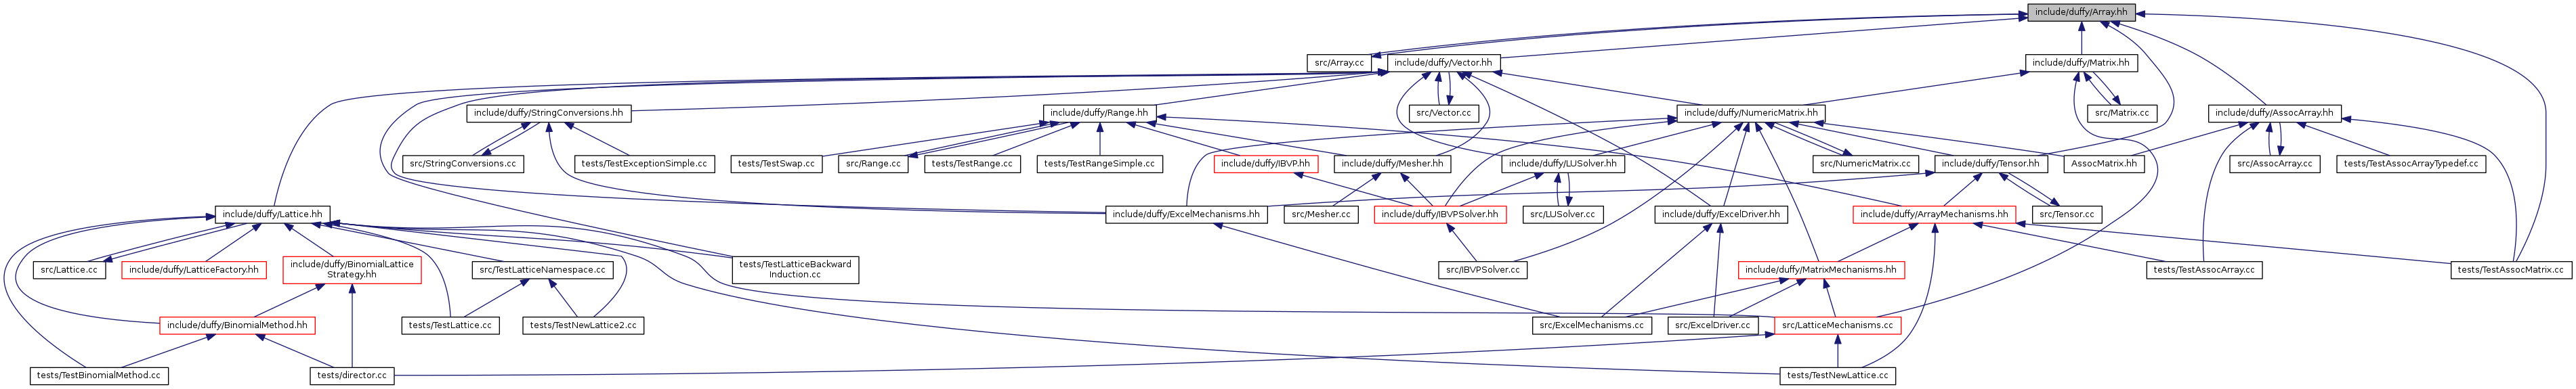 include/duffy/Array.hh
src/Array.cc
include/duffy/Vector.hh
include/duffy/Matrix.hh
include/duffy/StringConversions.hh
include/duffy/Range.hh
src/Vector.cc
include/duffy/NumericMatrix.hh
src/Matrix.cc
include/duffy/AssocArray.hh
src/StringConversions.cc
tests/TestExceptionSimple.cc
tests/TestSwap.cc
src/Range.cc
tests/TestRange.cc
tests/TestRangeSimple.cc
include/duffy/IBVP.hh
include/duffy/Mesher.hh
include/duffy/LUSolver.hh
src/NumericMatrix.cc
include/duffy/Tensor.hh
AssocMatrix.hh
src/AssocArray.cc
tests/TestAssocArrayTypedef.cc
include/duffy/Lattice.hh
include/duffy/ExcelMechanisms.hh
src/Mesher.cc
include/duffy/IBVPSolver.hh
src/LUSolver.cc
include/duffy/ExcelDriver.hh
include/duffy/ArrayMechanisms.hh
src/Tensor.cc
src/Lattice.cc
include/duffy/LatticeFactory.hh
include/duffy/BinomialLattice
Strategy.hh
src/TestLatticeNamespace.cc
tests/TestLatticeBackward
Induction.cc
src/IBVPSolver.cc
include/duffy/MatrixMechanisms.hh
tests/TestAssocArray.cc
tests/TestAssocMatrix.cc
include/duffy/BinomialMethod.hh
tests/TestLattice.cc
tests/TestNewLattice2.cc
src/ExcelMechanisms.cc
src/ExcelDriver.cc
src/LatticeMechanisms.cc
tests/TestBinomialMethod.cc
tests/director.cc
tests/TestNewLattice.cc